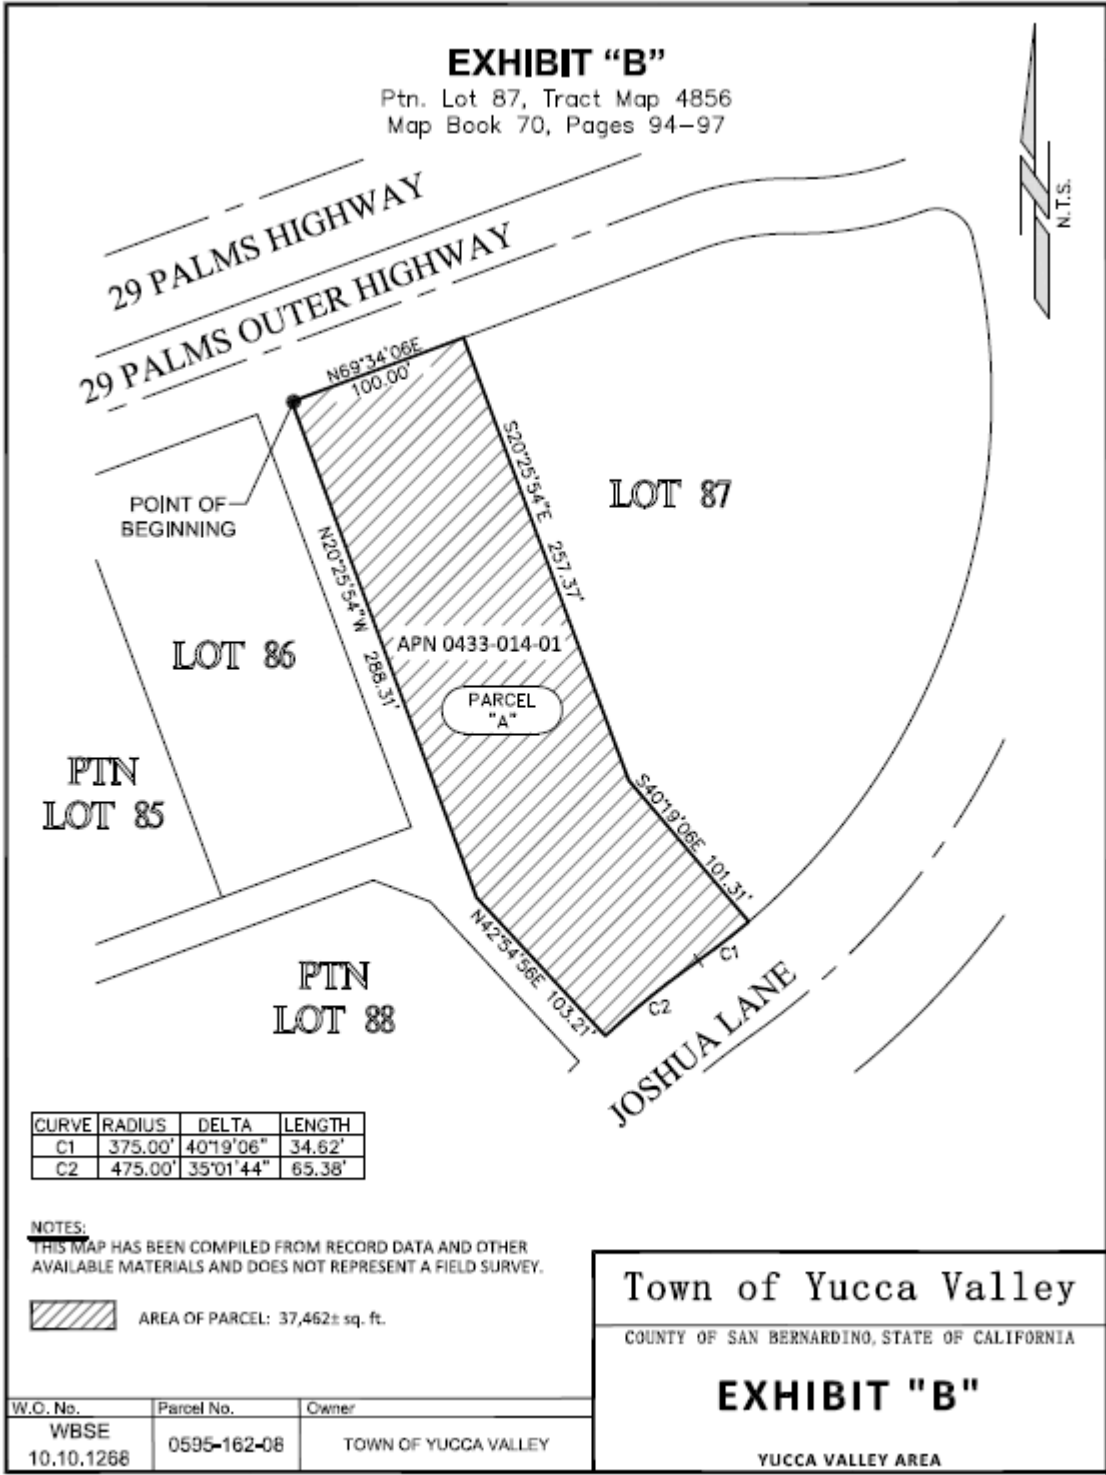 EXHIBIT “B”
Ptn. Lot 87, Tract Map 4856
Map Book 70, Pages 94–97
N.T.S.
29 PALMS HIGHWAY
29 PALMS OUTER HIGHWAY
N69°34'06E
100.00'
POINT OF
BEGINNING
S20°25'54"E 257.37'
LOT 87
N20°25'54"W 288.31'
APN 0433-014-01
LOT 86
PARCEL
"A"
PTN
LOT 85
S40°19'06E 101.31'
N42°54'56E 103.21'
C1
C2
PTN
LOT 88
JOSHUA LANE
CURVE RADIUS DELTA LENGTH
C1 375.00' 40°19'06" 34.62'
C2 475.00' 35°01'44" 65.38'
NOTES:
THIS MAP HAS BEEN COMPILED FROM RECORD DATA AND OTHER
AVAILABLE MATERIALS AND DOES NOT REPRESENT A FIELD SURVEY.
AREA OF PARCEL: 37,462± sq. ft.
Town of Yucca Valley
COUNTY OF SAN BERNARDINO, STATE OF CALIFORNIA
EXHIBIT "B"
YUCCA VALLEY AREA
W.O. No. Parcel No. Owner
WBSE
10.10.1268
0595-162-08
TOWN OF YUCCA VALLEY